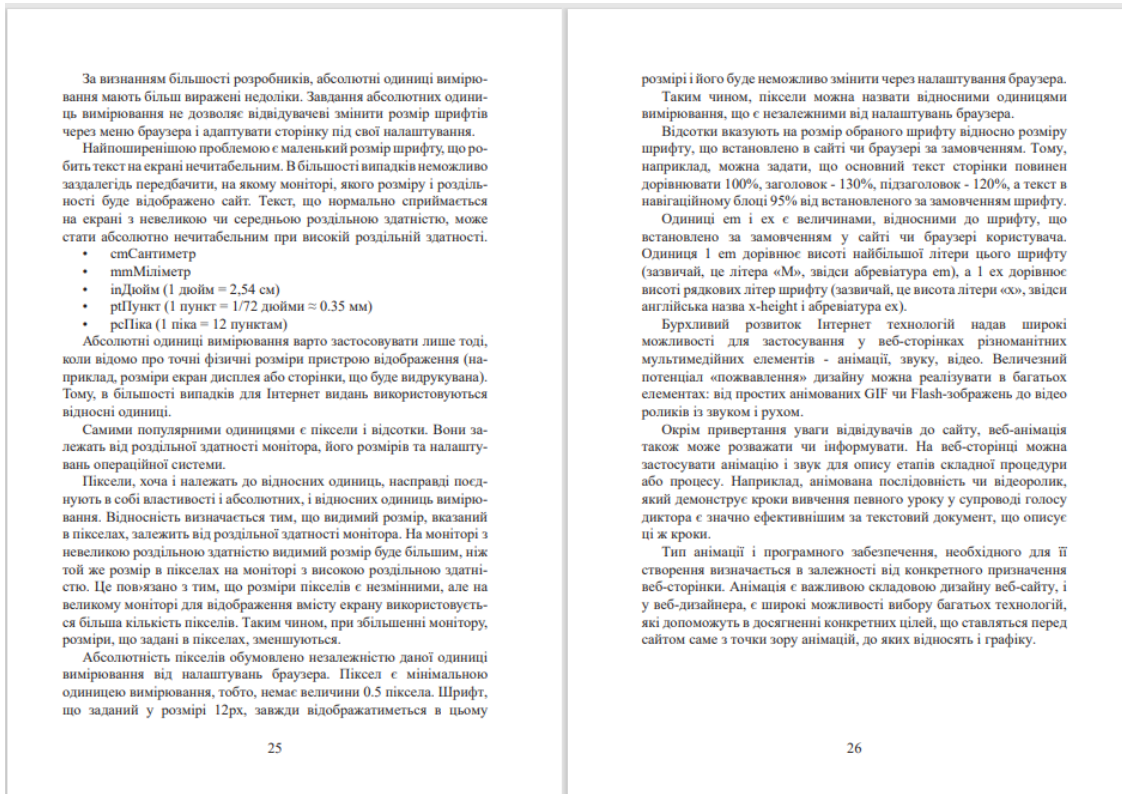 За визнанням більшості розробників, абсолютні одиниці вимірю-
вання мають більш виражені недоліки. Завдання абсолютних одини-
ць вимірювання не дозволяє відвідувачеві змінити розмір шрифтів
через меню браузера і адаптувати сторінку під свої налаштування.
Найпоширенішою проблемою є маленький розмір шрифту, що ро-
бить текст на екрані нечитабельним. В більшості випадків неможливо
заздалегідь передбачити, на якому моніторі, якого розміру і розділь-
ності буде відображено сайт. Текст, що нормально сприймається
на екрані з невеликою чи середньою роздільною здатністю, може
стати абсолютно нечитабельним при високій роздільній здатності.
• cmСантиметр
• mmМіліметр
• inДюйм (1 дюйм = 2,54 см)
• ptПункт (1 пункт = 1/72 дюйми ≈ 0.35 мм)
• pcПіка (1 піка = 12 пунктам)
Абсолютні одиниці вимірювання варто застосовувати лише тоді,
коли відомо про точні фізичні розміри пристрою відображення (на-
приклад, розміри екран дисплея або сторінки, що буде видрукувана).
Тому, в більшості випадків для Інтернет видань використовуються
відносні одиниці.
Самими популярними одиницями є пікселі і відсотки. Вони за-
лежать від роздільної здатності монітора, його розмірів та налашту-
вань операційної системи.
Піксели, хоча і належать до відносних одиниць, насправді поєд-
нують в собі властивості і абсолютних, і відносних одиниць вимірю-
вання. Відносність визначається тим, що видимий розмір, вказаний
в пікселах, залежить від роздільної здатності монітора. На моніторі з
невеликою роздільною здатністю видимий розмір буде більшим, ніж
той же розмір в пікселах на моніторі з високою роздільною здатні-
стю. Це пов›язано з тим, що розміри пікселів є незмінними, але на
великому моніторі для відображення вмісту екрану використовуєть-
ся більша кількість пікселів. Таким чином, при збільшенні монітору,
розміри, що задані в пікселах, зменшуються.
Абсолютність пікселів обумовлено незалежністю даної одиниці
вимірювання від налаштувань браузера. Піксел є мінімальною
одиницею вимірювання, тобто, немає величини 0.5 піксела. Шрифт,
що заданий у розмірі 12px, завжди відображатиметься в цьому
25
розмірі і його буде неможливо змінити через налаштування браузера.
Таким чином, піксели можна назвати відносними одиницями
вимірювання, що є незалежними від налаштувань браузера.
Відсотки вказують на розмір обраного шрифту відносно розміру
шрифту, що встановлено в сайті чи браузері за замовченням. Тому,
наприклад, можна задати, що основний текст сторінки повинен
дорівнювати 100%, заголовок - 130%, підзаголовок - 120%, а текст в
навігаційному блоці 95% від встановленого за замовченням шрифту.
Одиниці em і ex є величинами, відносними до шрифту, що
встановлено за замовченням у сайті чи браузері користувача.
Одиниця 1 em дорівнює висоті найбільшої літери цього шрифту
(зазвичай, це літера «М», звідси абревіатура em), а 1 ex дорівнює
висоті рядкових літер шрифту (зазвичай, це висота літери «x», звідси
англійська назва x-height і абревіатура ex).
Бурхливий розвиток Інтернет технологій надав широкі
можливості для застосування у веб-сторінках різноманітних
мультимедійних елементів - анімації, звуку, відео. Величезний
потенціал «пожвавлення» дизайну можна реалізувати в багатьох
елементах: від простих анімованих GIF чи Flash-зображень до відео
роликів із звуком і рухом.
Окрім привертання уваги відвідувачів до сайту, веб-анімація
також може розважати чи інформувати. На веб-сторінці можна
застосувати анімацію і звук для опису етапів складної процедури
або процесу. Наприклад, анімована послідовність чи відеоролик,
який демонструє кроки вивчення певного уроку у супроводі голосу
диктора є значно ефективнішим за текстовий документ, що описує
ці ж кроки.
Тип анімації і програмного забезпечення, необхідного для її
створення визначається в залежності від конкретного призначення
веб-сторінки. Анімація є важливою складовою дизайну веб-сайту, і
у веб-дизайнера, є широкі можливості вибору багатьох технологій,
які допоможуть в досягненні конкретних цілей, що ставляться перед
сайтом саме з точки зору анімацій, до яких відносять і графіку.
26